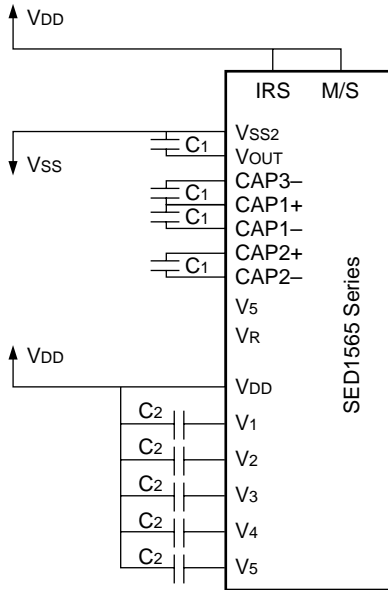 VDD
IRS M/S
VSS2
C1
VSS
VOUT
CAP3–
C1
CAP1+
C1
CAP1–
CAP2+
C1
CAP2–
V5
VR
SED1565 Series
VDD
VDD
C2
V1
C2
V2
C2
V3
C2
V4
C2
V5